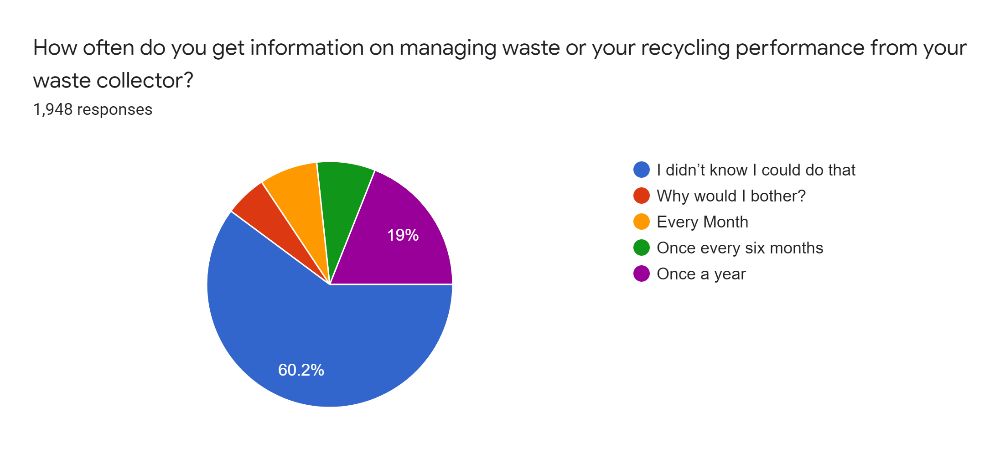 How often do you get information on managing waste or your recycling performance from your
waste collector?
1,948 responses
I didn’t know I could do that
Why would I bother?
Every Month
Once every six months
Once a year
19%
60.2%